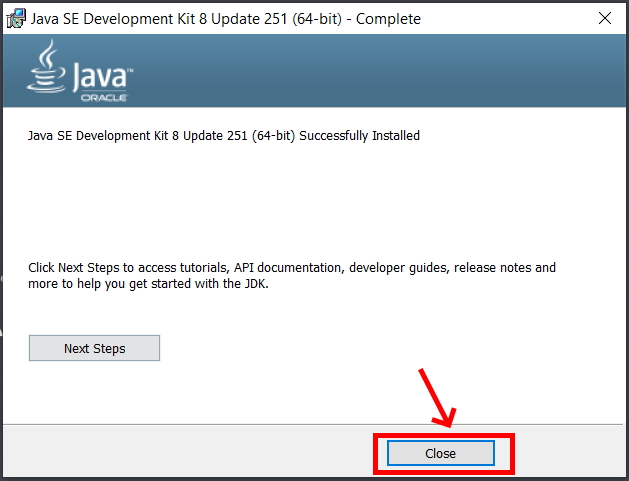 Java SE Development Kit 8 Update 251 (64-bit) - Complete
Java™
ORACLE
Java SE Development Kit 8 Update 251 (64-bit) Successfully Installed
Click Next Steps to access tutorials, API documentation, developer guides, release notes and
more to help you get started with the JDK.
Next Steps
Close